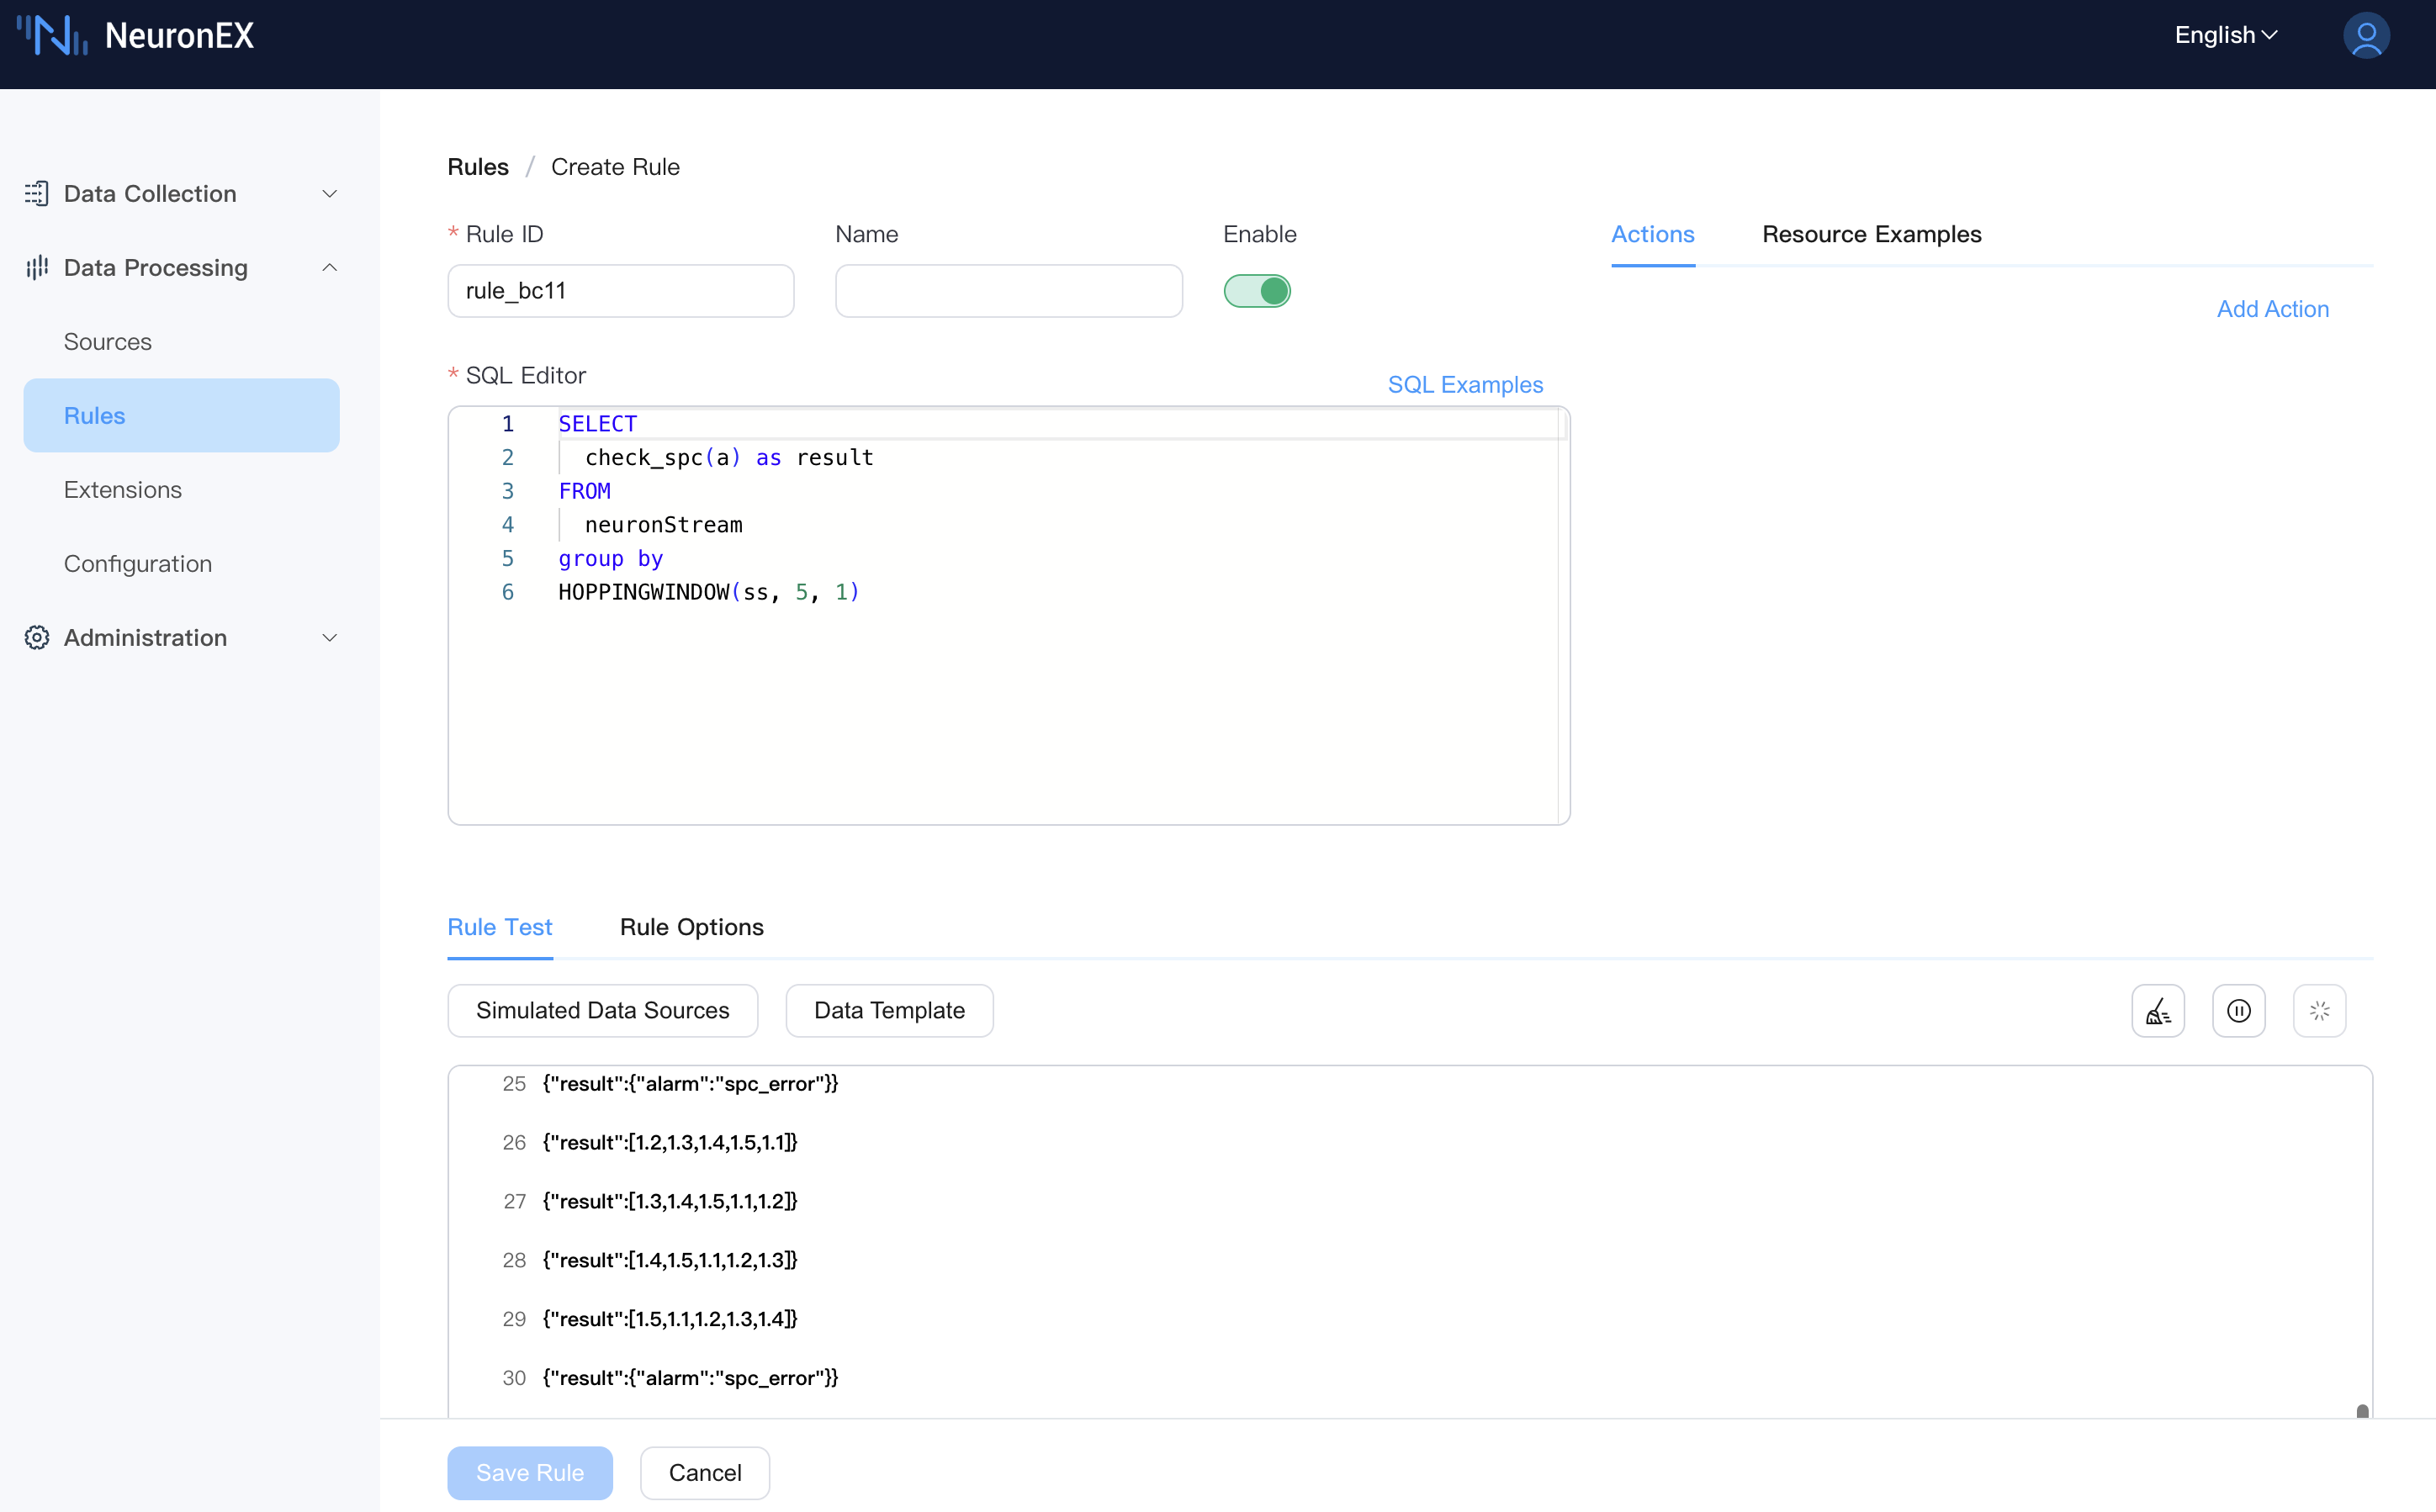 NeuronEX
English
Data Collection
Data Processing
Sources
Rules
Extensions
Configuration
Administration
Rules / Create Rule
* Rule ID
Name
Enable
rule_bc11
* SQL Editor
SQL Examples
1 SELECT
2 check_spc(a) as result
3 FROM
4 neuronStream
5 group by
6 HOPPINGWINDOW(ss, 5, 1)
Actions
Resource Examples
Add Action
Rule Test
Rule Options
Simulated Data Sources
Data Template
25 {"result":{"alarm":"spc_error"}}
26 {"result":[1.2,1.3,1.4,1.5,1.1]}
27 {"result":[1.3,1.4,1.5,1.1,1.2]}
28 {"result":[1.4,1.5,1.1,1.2,1.3]}
29 {"result":[1.5,1.1,1.2,1.3,1.4]}
30 {"result":{"alarm":"spc_error"}}
Save Rule
Cancel